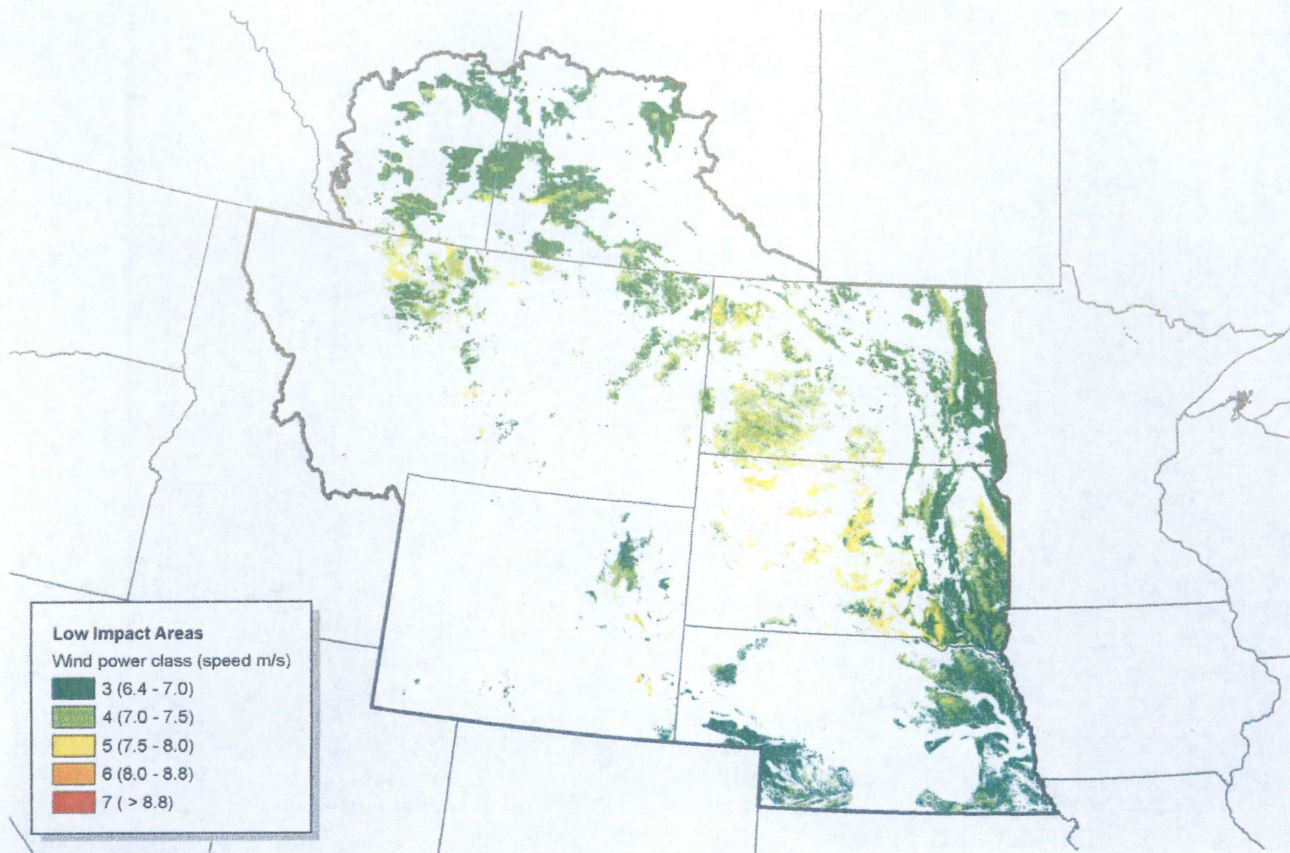 Low Impact Areas
Wind power class (speed m/s)
3 (6.4 - 7.0)
4 (7.0 - 7.5)
5 (7.5 - 8.0)
6 (8.0 - 8.8)
7 ( > 8.8)